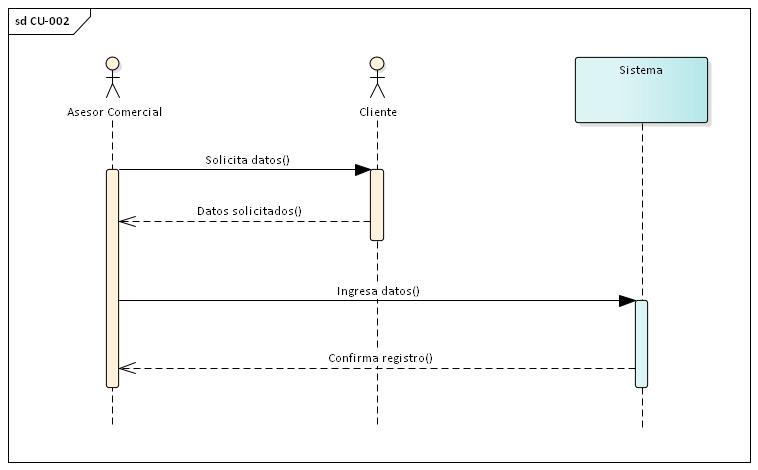 sd CU-002
Asesor Comercial
Cliente
Sistema
Solicita datos()
Datos solicitados()
Ingresa datos()
Confirma registro()